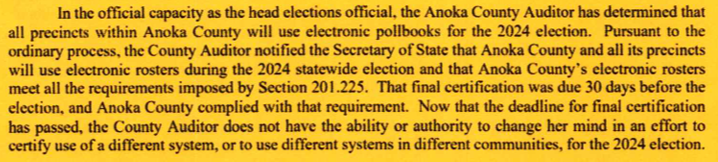 In the official capacity as the head elections official, the Anoka County Auditor has determined that
all precincts within Anoka County will use electronic pollbooks for the 2024 election. Pursuant to the
ordinary process, the County Auditor notified the Secretary of State that Anoka County and all its precincts
will use electronic rosters during the 2024 statewide election and that Anoka County's electronic rosters
meet all the requirements imposed by Section 201.225. That final certification was due 30 days before the
election, and Anoka County complied with that requirement. Now that the deadline for final certification
has passed, the County Auditor does not have the ability or authority to change her mind in an effort to
certify use of a different system, or to use different systems in different communities, for the 2024 election.